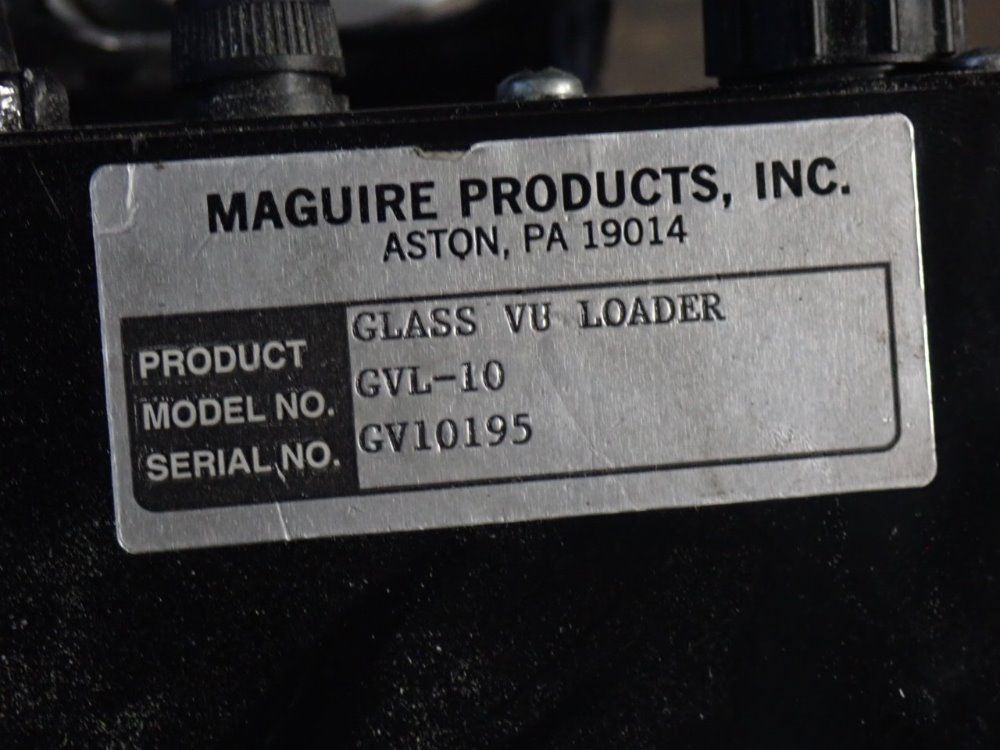 MAGUIRE PRODUCTS, INC.
ASTON, PA 19014
PRODUCT GLASS VU LOADER
MODEL NO. GVL-10
SERIAL NO. GV10195